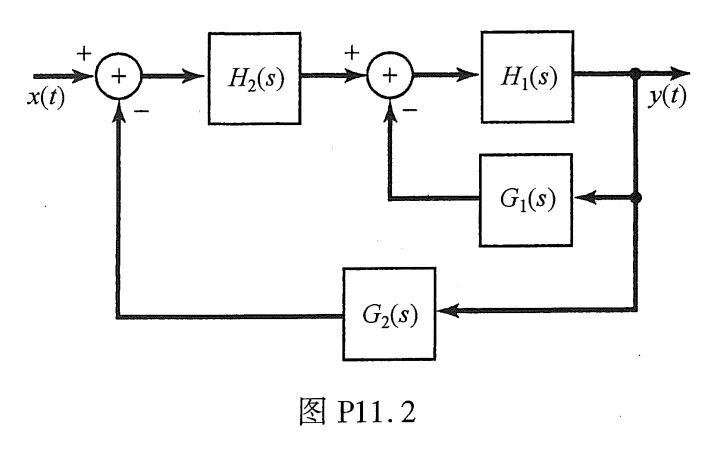 +
x(t)
+
−
H₂(s)
+
+
−
H₁(s)
y(t)
G₁(s)
G₂(s)
图 P11.2